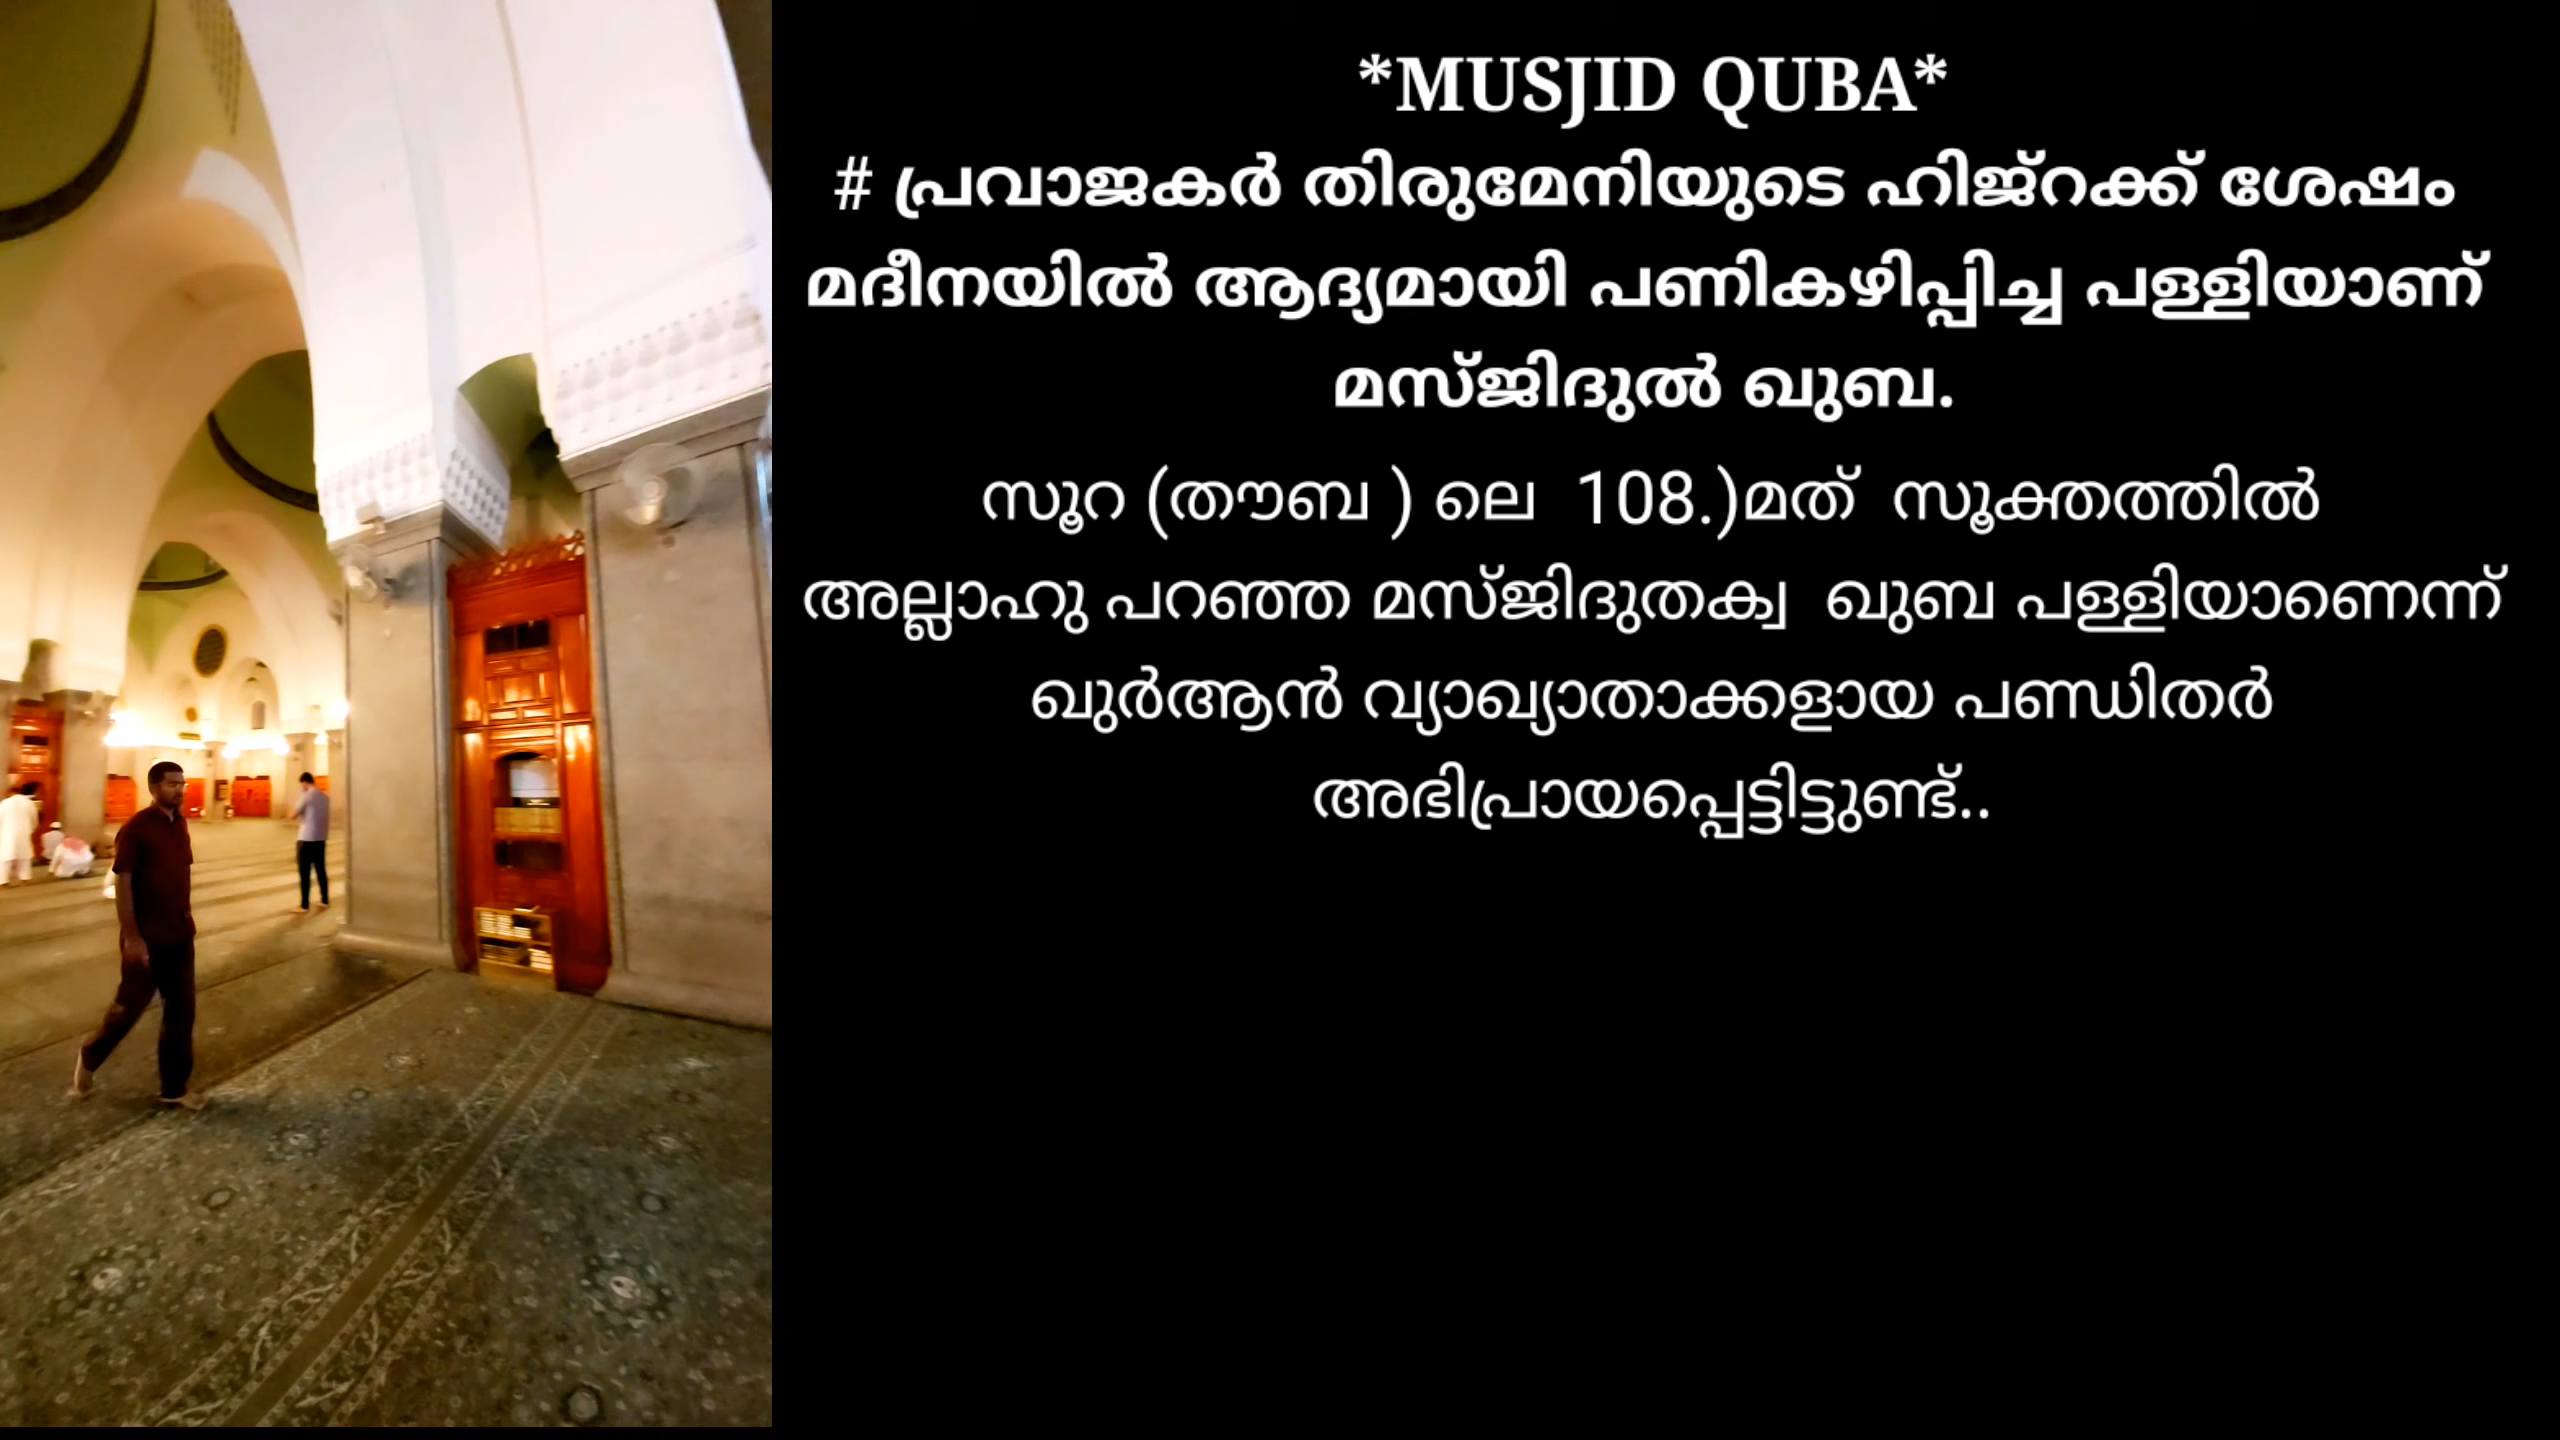 *MUSJID QUBA*
# പ്രവാജകർ തിരുമേനിയുടെ ഹിജ്റക്ക് ശേഷം
മദീനയിൽ ആദ്യമായി പണികഴിപ്പിച്ച പള്ളിയാണ്
മസ്ജിദുൽ ഖുബ.
സൂറ (തൗബ ) ലെ 108.)മത് സൂക്തത്തിൽ
അല്ലാഹു പറഞ്ഞ മസ്ജിദുതക്വ ഖുബ പള്ളിയാണെന്ന്
ഖുർആൻ വ്യാഖ്യാതാക്കളായ പണ്ഡിതർ
അഭിപ്രായപ്പെട്ടിട്ടുണ്ട്..